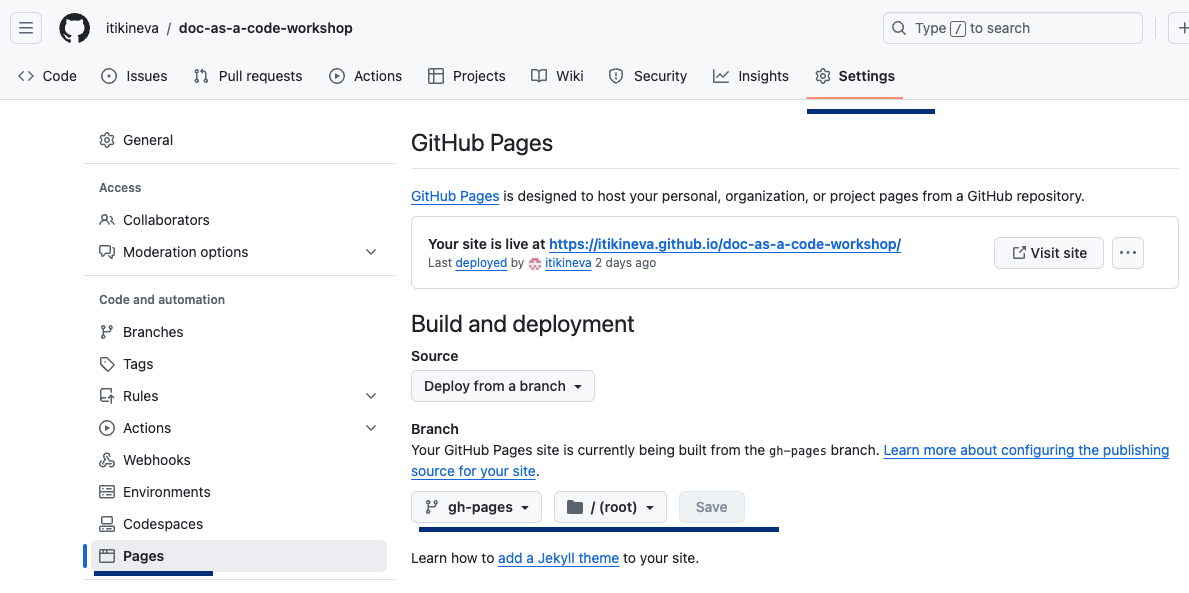 itikineva / doc-as-a-code-workshop
Type / to search
Code Issues Pull requests Actions Projects Wiki Security Insights Settings
General
Access
Collaborators
Moderation options
Code and automation
Branches
Tags
Rules
Actions
Webhooks
Environments
Codespaces
Pages
GitHub Pages
GitHub Pages is designed to host your personal, organization, or project pages from a GitHub repository.
Your site is live at https://itikineva.github.io/doc-as-a-code-workshop/
Last deployed by itikineva 2 days ago
Visit site
Build and deployment
Source
Deploy from a branch
Branch
Your GitHub Pages site is currently being built from the gh-pages branch. Learn more about configuring the publishing
source for your site.
gh-pages / (root) Save
Learn how to add a Jekyll theme to your site.